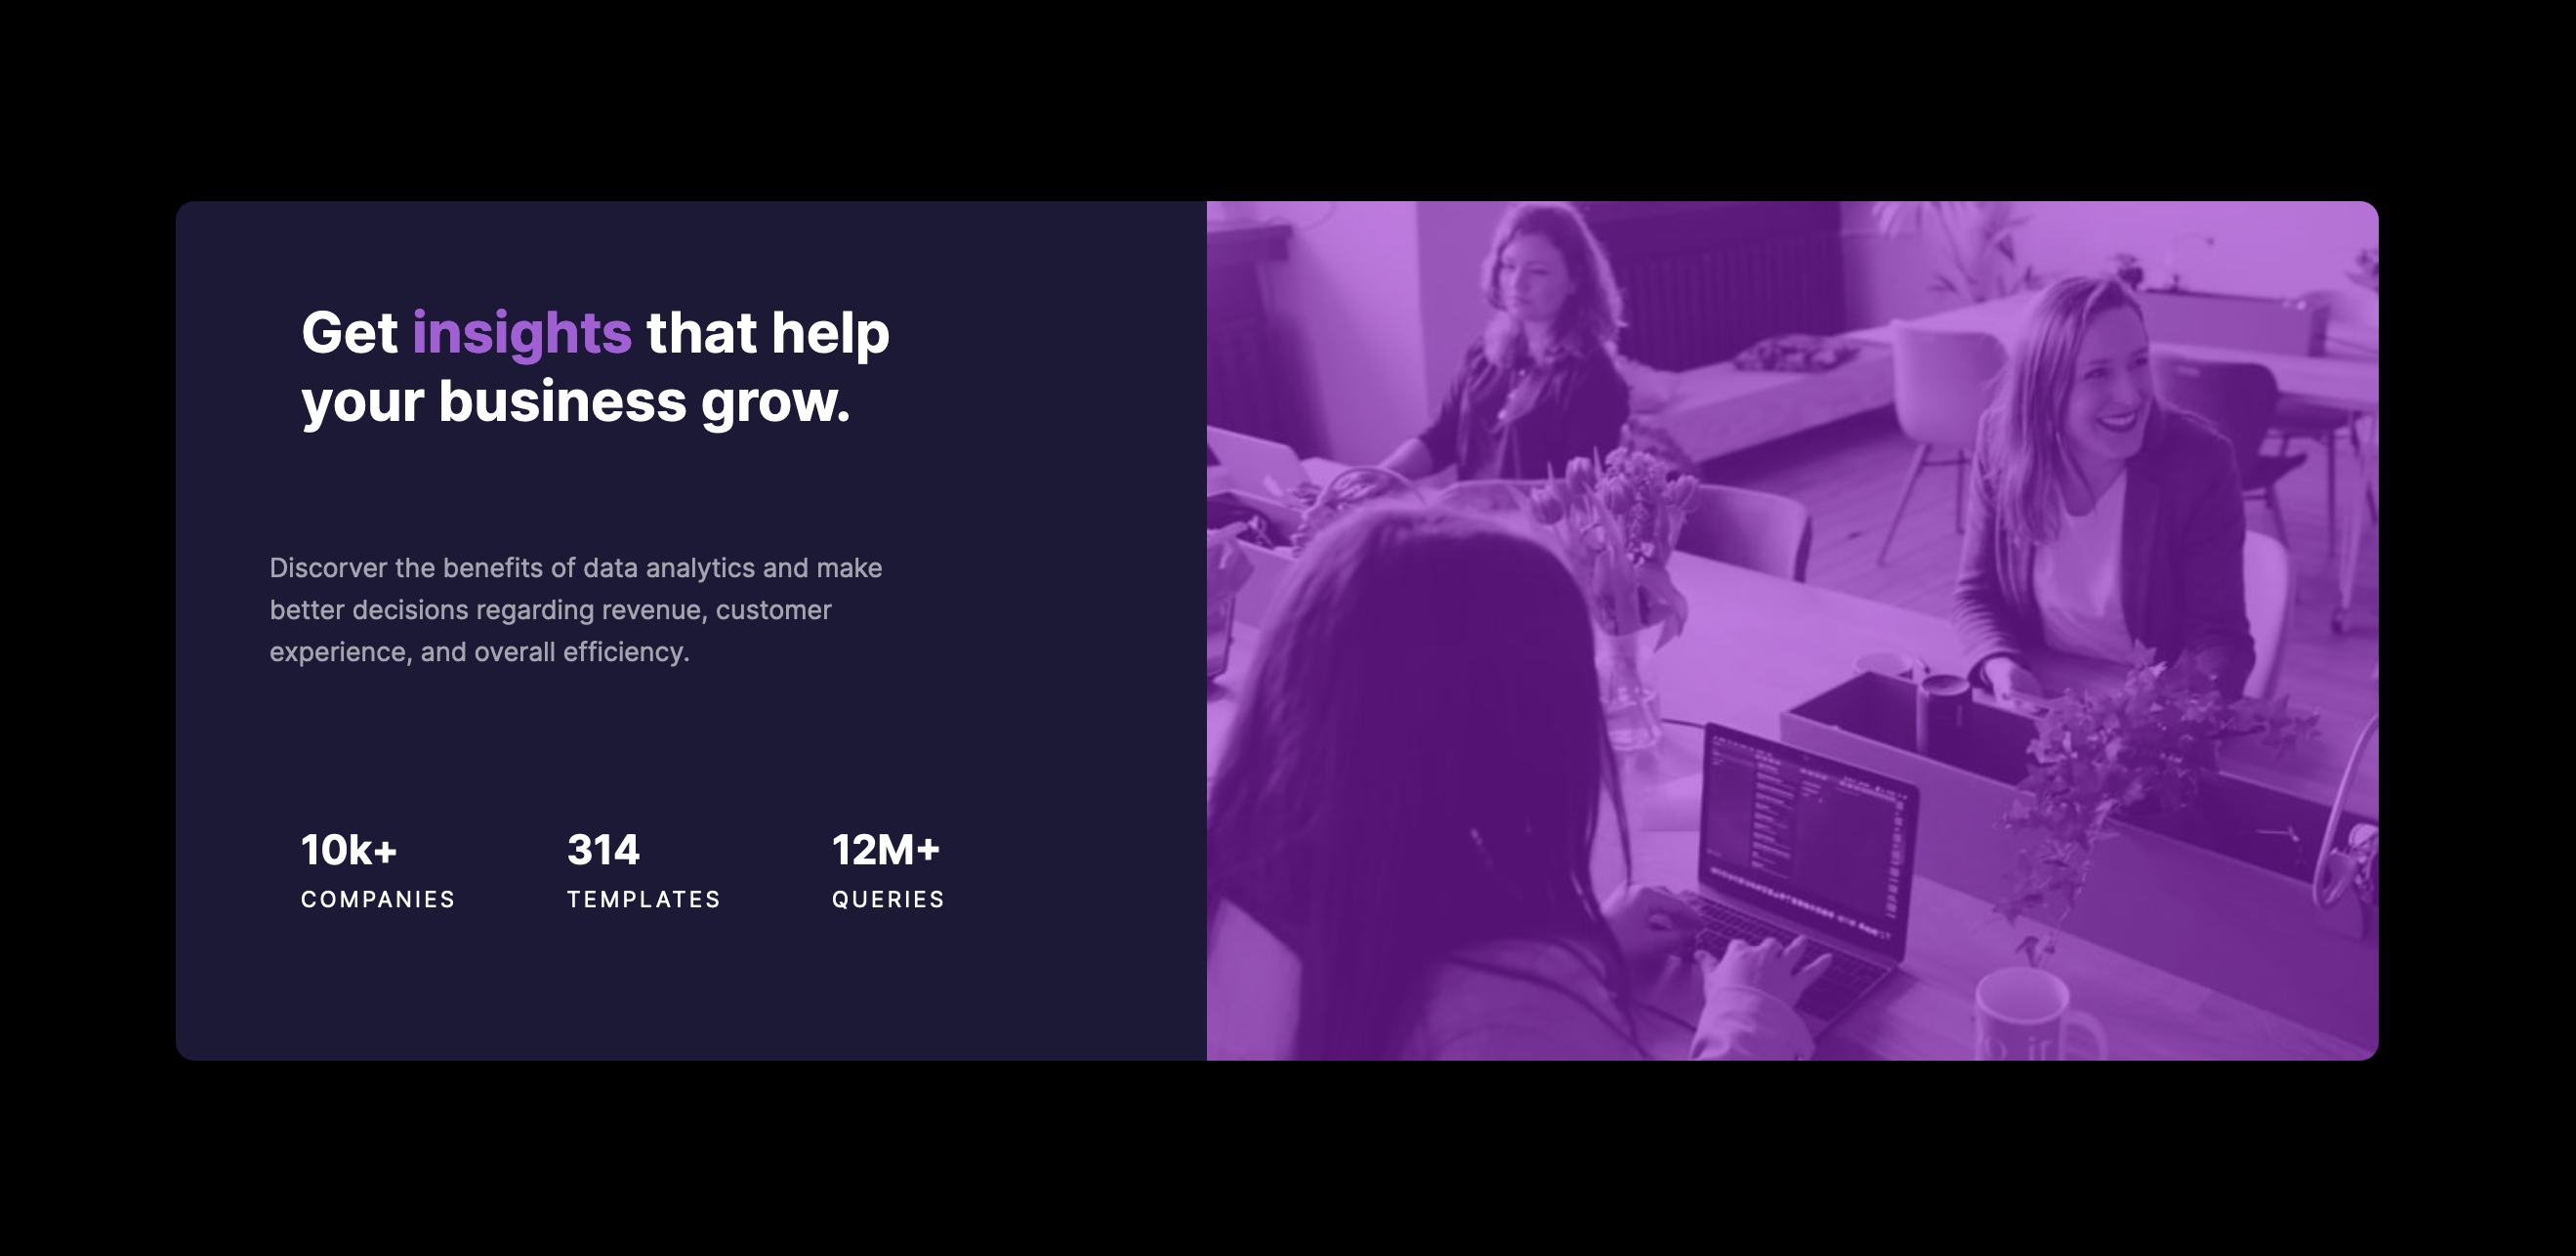 Get insights that help
your business grow.
Discorver the benefits of data analytics and make
better decisions regarding revenue, customer
experience, and overall efficiency.
10k+ 314 12M+
COMPANIES TEMPLATES QUERIES